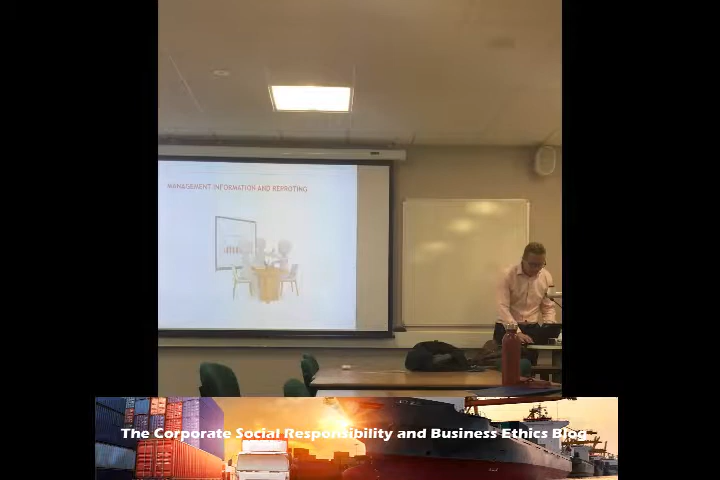 MANAGEMENT INFORMATION AND REPROTING
The Corporate Social Responsibility and Business Ethics Blog